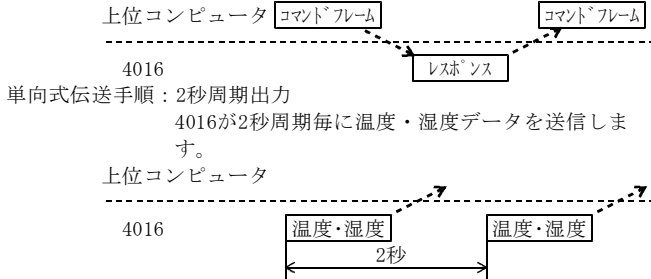 上位コンピュータ コマンドフレーム コマンドフレーム
4016 レスポンス
単向式伝送手順：2秒周期出力
4016が2秒周期毎に温度・湿度データを送信しま
す。
上位コンピュータ
4016 温度・湿度 温度・湿度
2秒